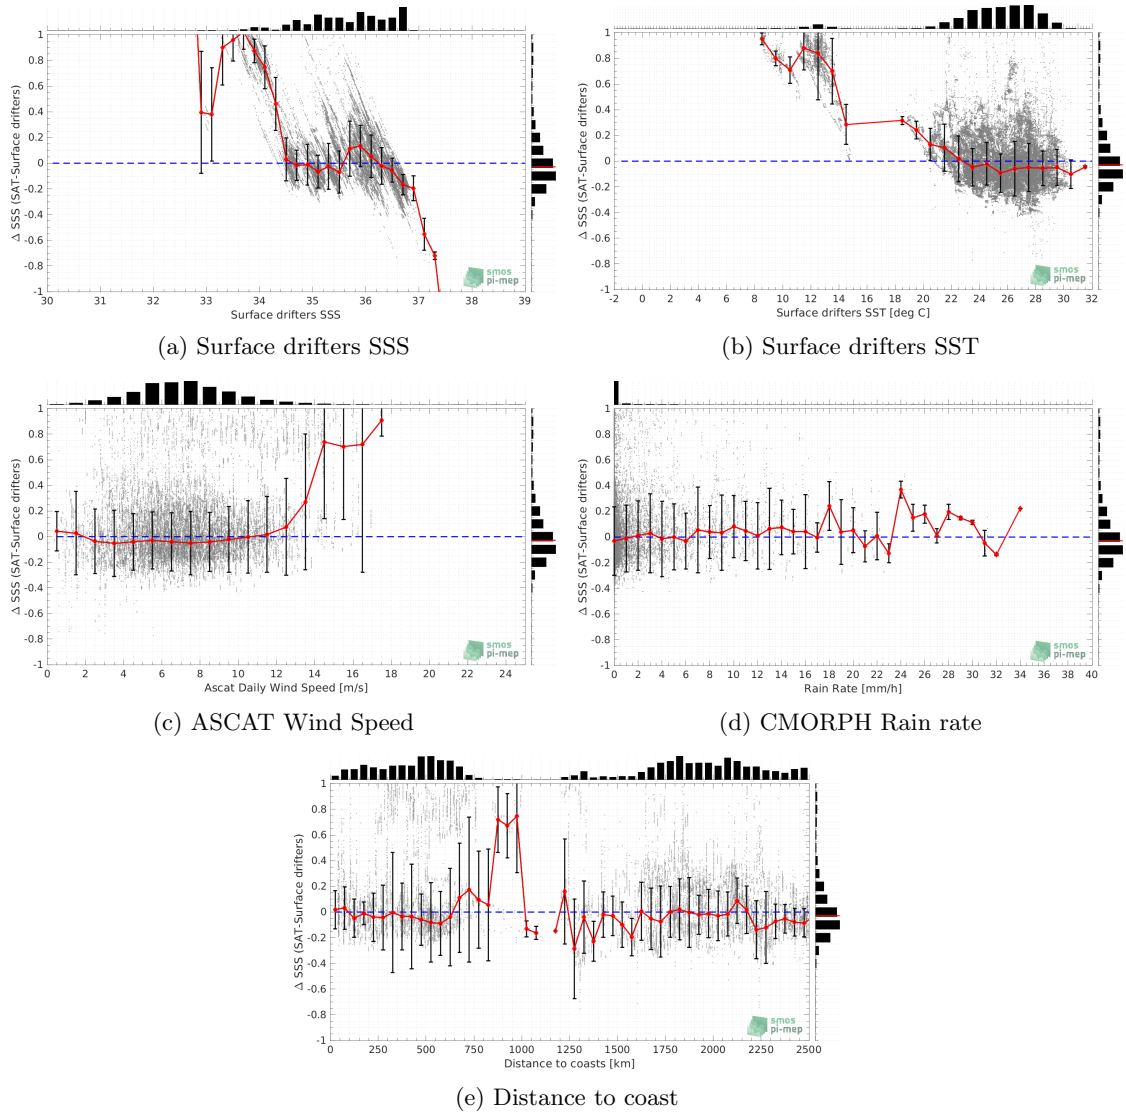 1
0.8
0.6
0.4
0.2
0
-0.2
-0.4
-0.6
-0.8
-1
Δ SSS (SAT-Surface drifters)
smos
pi-mep
30 31 32 33 34 35 36 37 38 39
Surface drifters SSS
(a) Surface drifters SSS
1
0.8
0.6
0.4
0.2
0
-0.2
-0.4
-0.6
-0.8
-1
Δ SSS (SAT-Surface drifters)
smos
pi-mep
-2 0 2 4 6 8 10 12 14 16 18 20 22 24 26 28 30 32
Surface drifters SST [deg C]
(b) Surface drifters SST
1
0.8
0.6
0.4
0.2
0
-0.2
-0.4
-0.6
-0.8
-1
Δ SSS (SAT-Surface drifters)
smos
pi-mep
0 2 4 6 8 10 12 14 16 18 20 22 24
Ascat Daily Wind Speed [m/s]
(c) ASCAT Wind Speed
1
0.8
0.6
0.4
0.2
0
-0.2
-0.4
-0.6
-0.8
-1
Δ SSS (SAT-Surface drifters)
smos
pi-mep
0 2 4 6 8 10 12 14 16 18 20 22 24 26 28 30 32 34 36 38 40
Rain Rate [mm/h]
(d) CMORPH Rain rate
1
0.8
0.6
0.4
0.2
0
-0.2
-0.4
-0.6
-0.8
-1
Δ SSS (SAT-Surface drifters)
smos
pi-mep
0 250 500 750 1000 1250 1500 1750 2000 2250 2500
Distance to coasts [km]
(e) Distance to coast